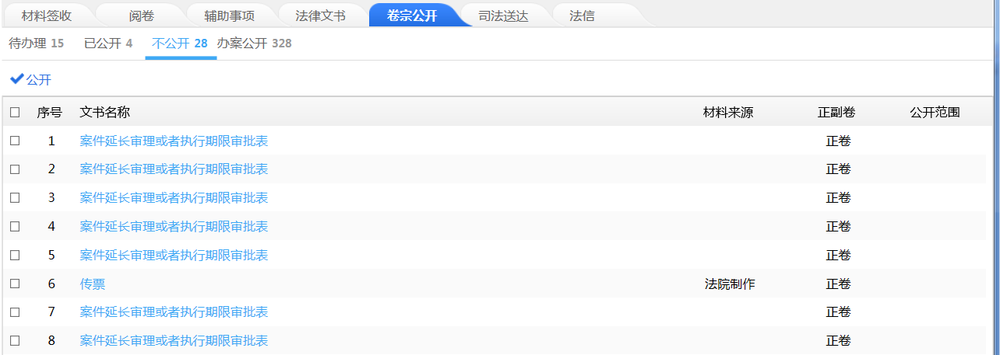 材料签收 阅卷 辅助事项 法律文书 卷宗公开 司法送达 法信
待办理 15 已公开 4 不公开 28 办案公开 328
公开
序号 文书名称 材料来源 正副卷 公开范围
1 案件延长审理或者执行期限审批表 正卷
2 案件延长审理或者执行期限审批表 正卷
3 案件延长审理或者执行期限审批表 正卷
4 案件延长审理或者执行期限审批表 正卷
5 案件延长审理或者执行期限审批表 正卷
6 传票 法院制作 正卷
7 案件延长审理或者执行期限审批表 正卷
8 案件延长审理或者执行期限审批表 正卷